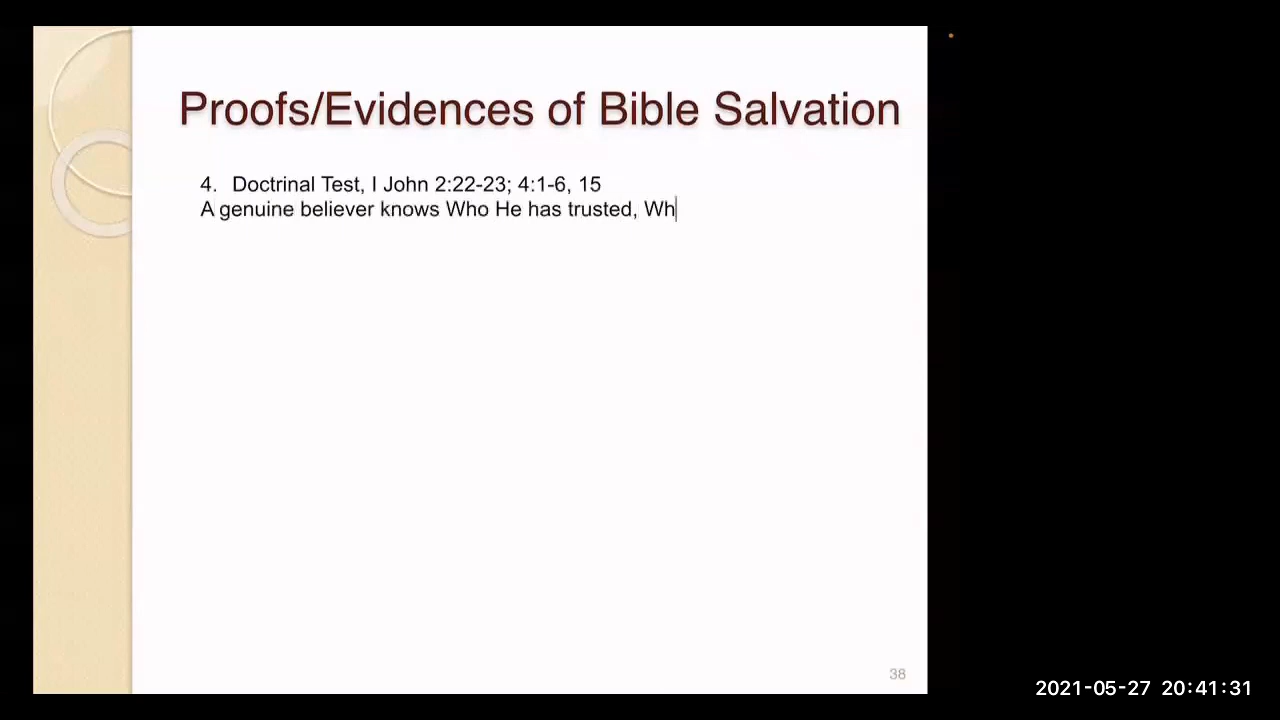 Proofs/Evidences of Bible Salvation
4. Doctrinal Test, I John 2:22-23; 4:1-6, 15
A genuine believer knows Who He has trusted, Wh
38
2021-05-27 20:41:31